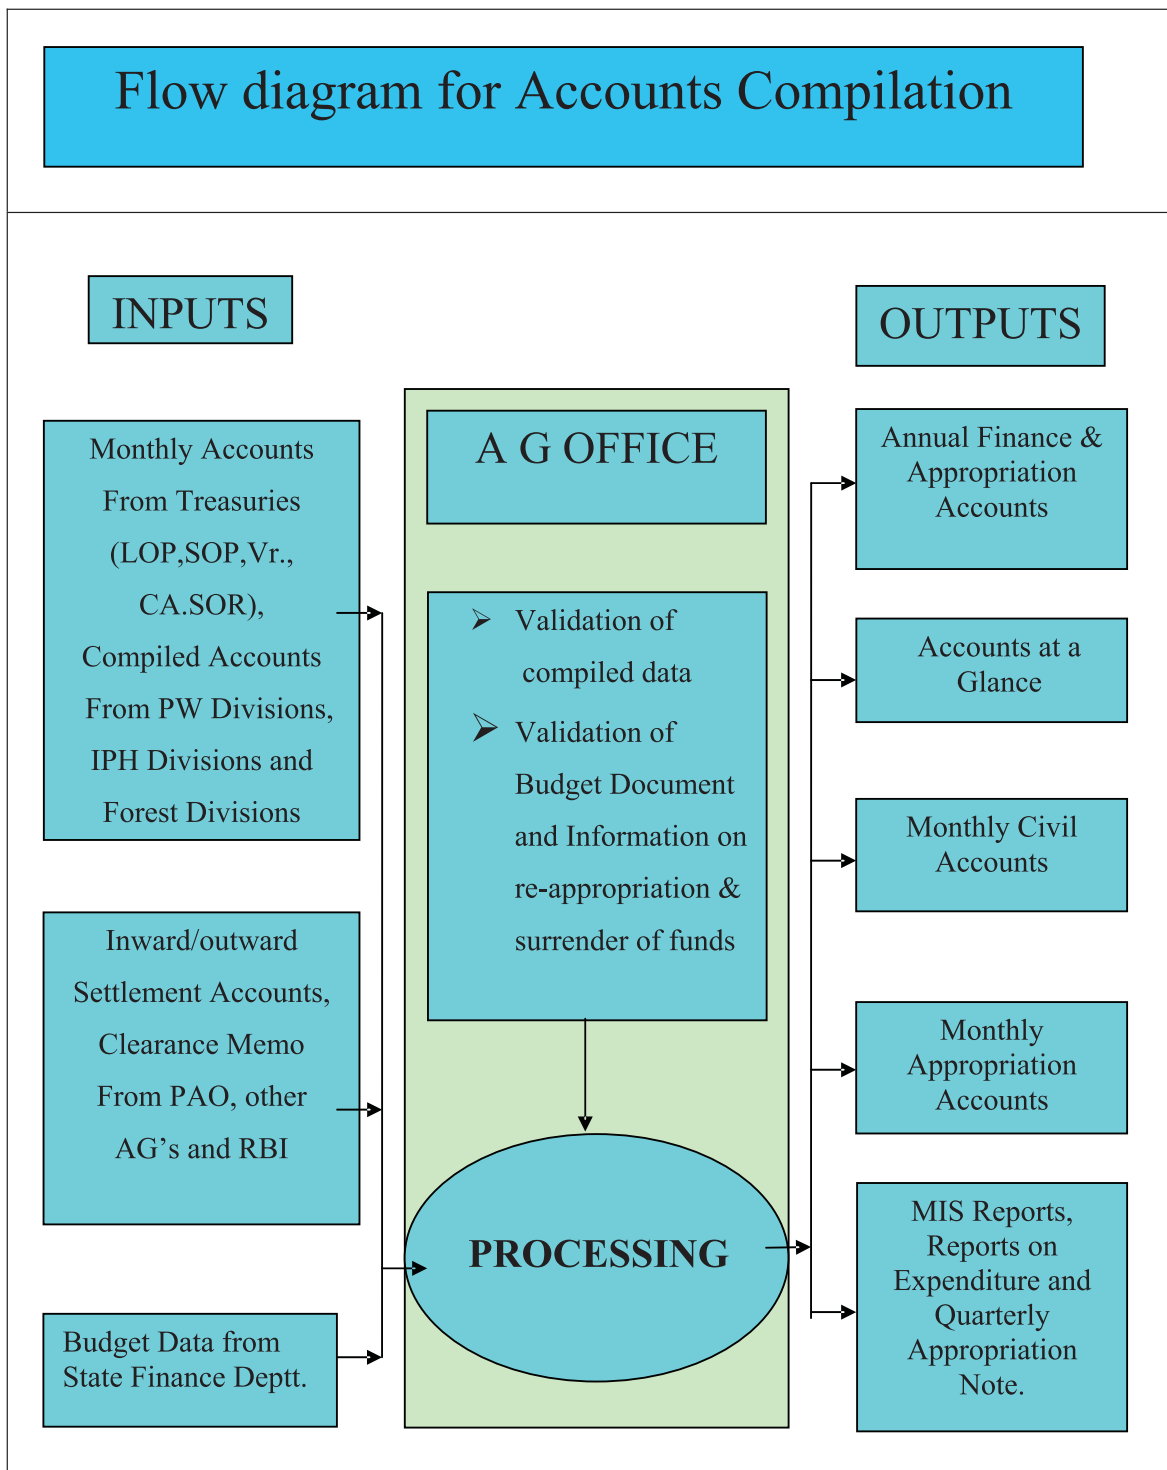 Flow diagram for Accounts Compilation
INPUTS
Monthly Accounts
From Treasuries
(LOP,SOP,Vr.,
CA.SOR),
Compiled Accounts
From PW Divisions,
IPH Divisions and
Forest Divisions
Inward/outward
Settlement Accounts,
Clearance Memo
From PAO, other
AG’s and RBI
Budget Data from
State Finance Deptt.
A G OFFICE
➢ Validation of
compiled data
➢ Validation of
Budget Document
and Information on
re-appropriation &
surrender of funds
PROCESSING
OUTPUTS
Annual Finance &
Appropriation
Accounts
Accounts at a
Glance
Monthly Civil
Accounts
Monthly
Appropriation
Accounts
MIS Reports,
Reports on
Expenditure and
Quarterly
Appropriation
Note.